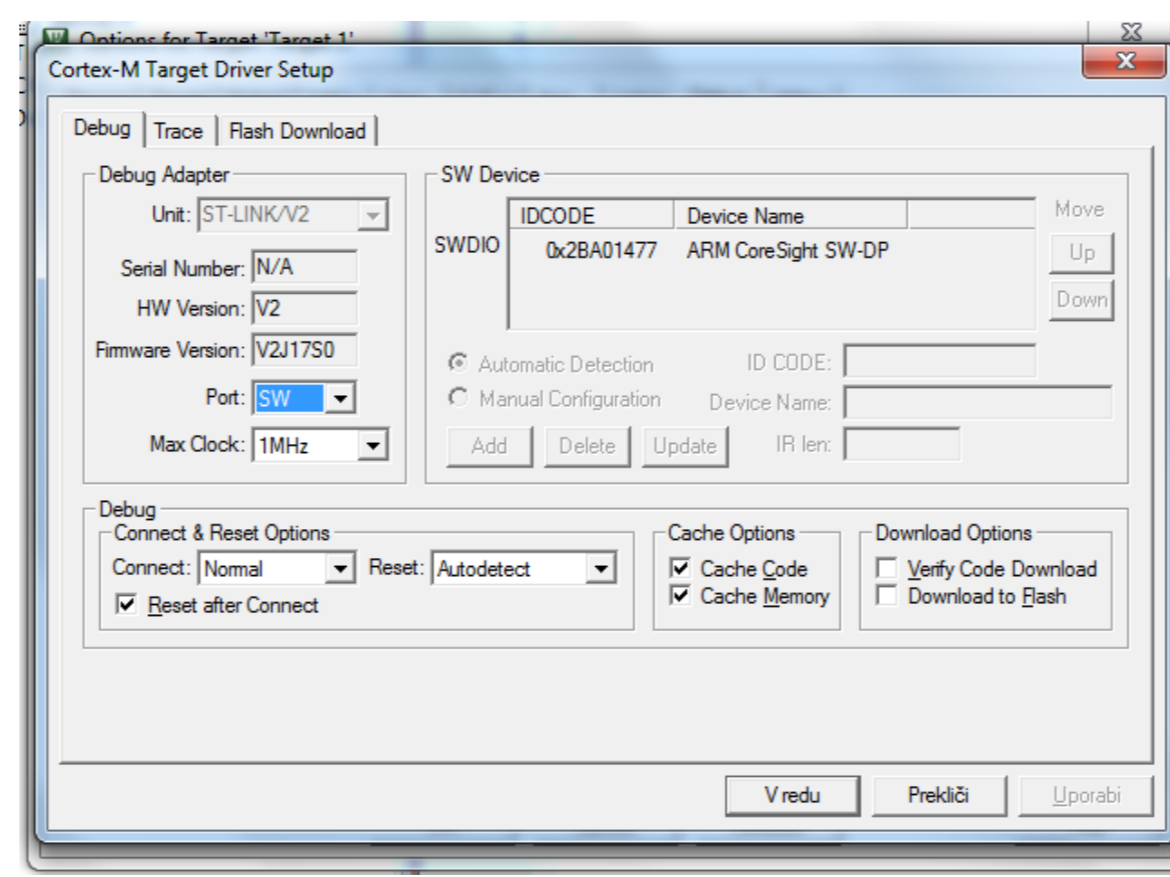 Options for Target 'Target 1'
Cortex-M Target Driver Setup
Debug Trace Flash Download
Debug Adapter
Unit: ST-LINK/V2
Serial Number: N/A
HW Version: V2
Firmware Version: V2J17S0
Port: SW
Max Clock: 1MHz
SW Device
IDCODE Device Name
SWDIO 0x2BA01477 ARM CoreSight SW-DP
Move
Up
Down
Automatic Detection ID CODE:
Manual Configuration Device Name:
Add Delete Update IR len:
Debug
Connect & Reset Options
Connect: Normal Reset: Autodetect
Reset after Connect
Cache Options
Cache Code
Cache Memory
Download Options
Verify Code Download
Download to Flash
V redu Prekliči Uporabi